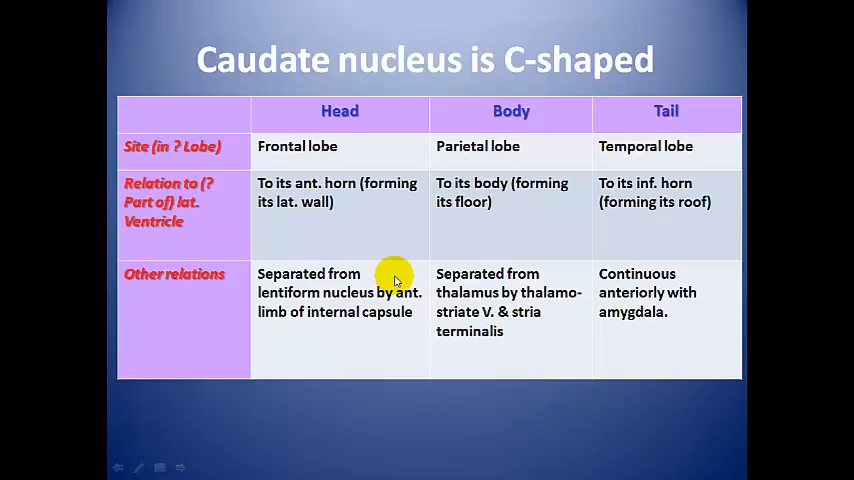 Caudate nucleus is C-shaped
Head
Body
Tail
Site (in ? Lobe)
Frontal lobe
Parietal lobe
Temporal lobe
Relation to (?
Part of) lat.
Ventricle
To its ant. horn (forming
its lat. wall)
To its body (forming
its floor)
To its inf. horn
(forming its roof)
Other relations
Separated from
lentiform nucleus by ant.
limb of internal capsule
Separated from
thalamus by thalamo-
striate V. & stria
terminalis
Continuous
anteriorly with
amygdala.